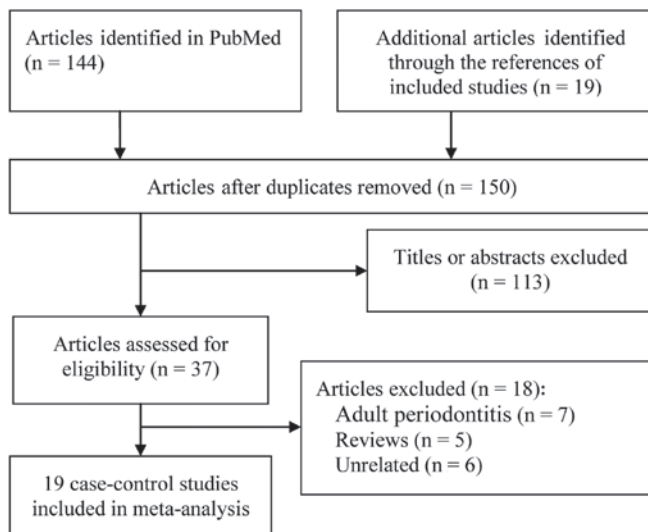 Articles identified in PubMed
(n = 144)
Additional articles identified
through the references of
included studies (n = 19)
Articles after duplicates removed (n = 150)
Titles or abstracts excluded
(n = 113)
Articles assessed for
eligibility (n = 37)
Articles excluded (n = 18):
Adult periodontitis (n = 7)
Reviews (n = 5)
Unrelated (n = 6)
19 case-control studies
included in meta-analysis